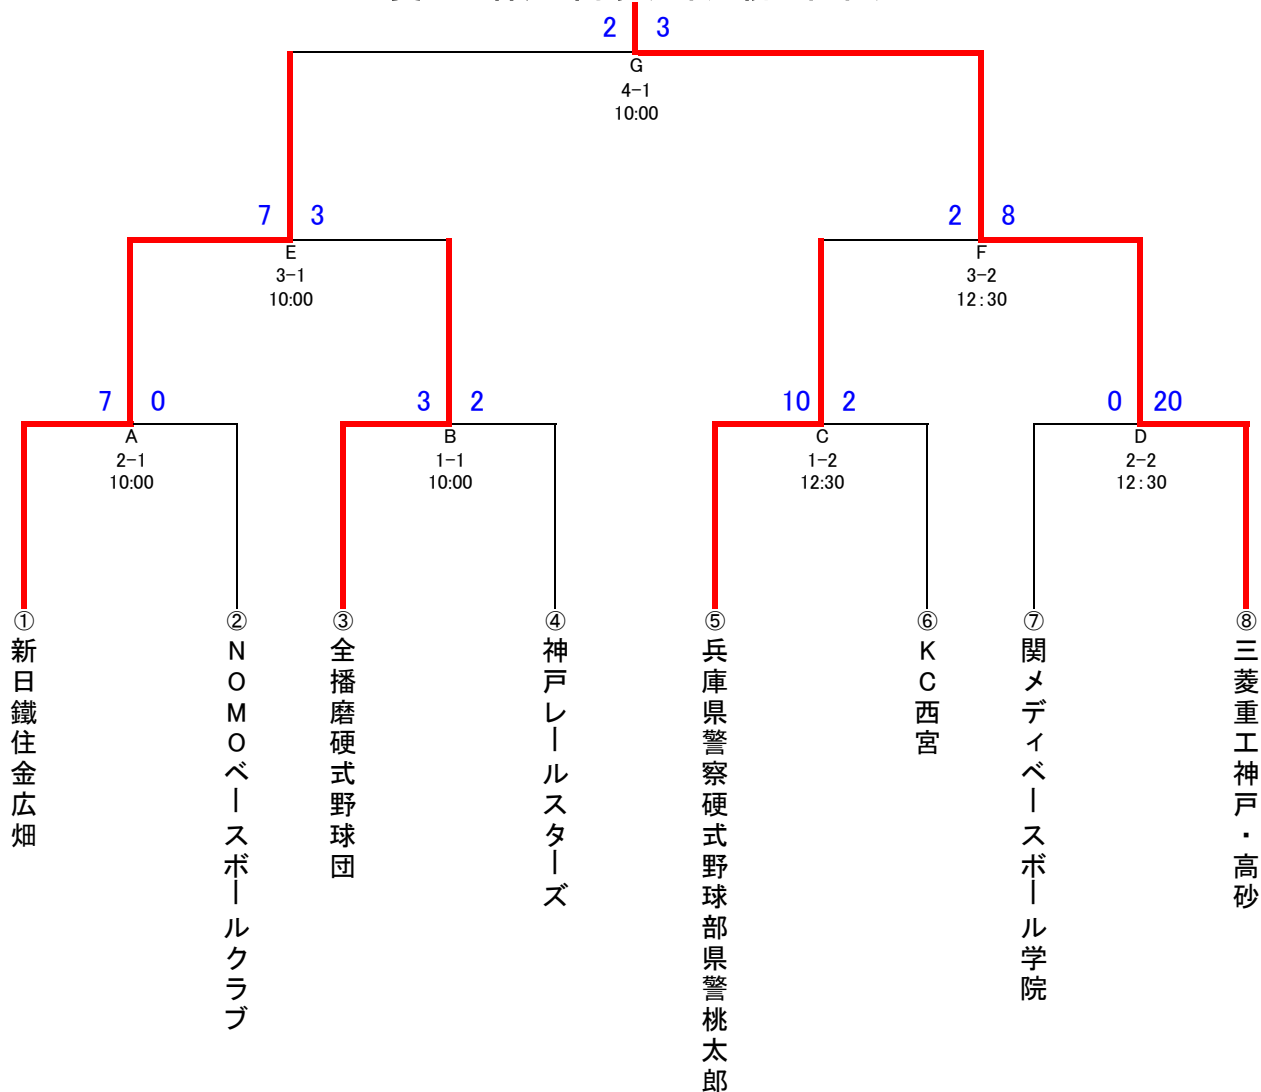 2 3
G
4-1
10:00
7 3
E
3-1
10:00
2 8
F
3-2
12:30
7 0
A
2-1
10:00
3 2
B
1-1
10:00
10 2
C
1-2
12:30
0 20
D
2-2
12:30
①新日鐵住金広畑
②NOMOベースボールクラブ
③全播磨硬式野球団
④神戸レールスターズ
⑤兵庫県警察硬式野球部県警桃太郎
⑥KC西宮
⑦関メディベースボール学院
⑧三菱重工神戸・高砂